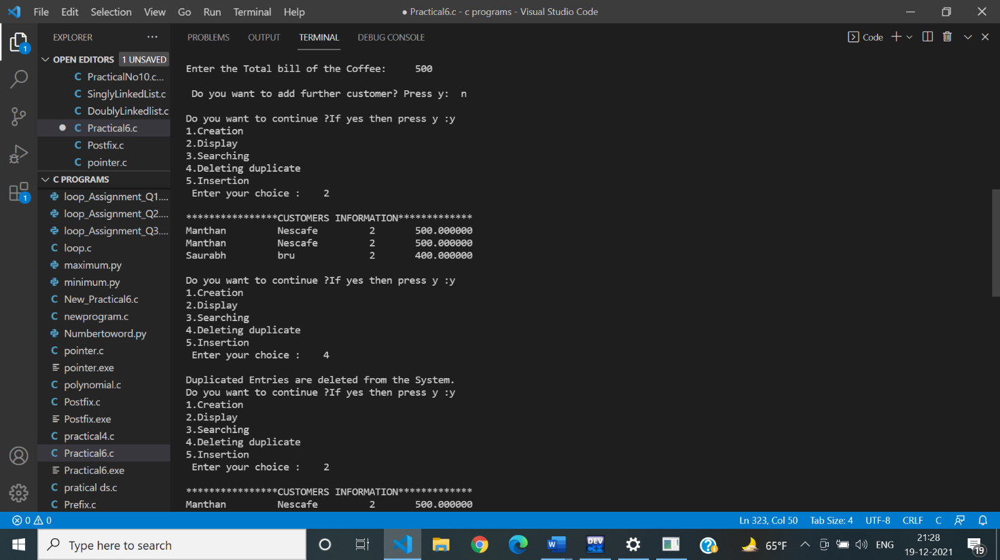 File Edit Selection View Go Run Terminal Help
● Practical6.c - c programs - Visual Studio Code
EXPLORER
OPEN EDITORS 1 UNSAVED
PracticalNo10.c...
SinglyLinkedList.c
DoublyLinkedlist.c
Practical6.c
Postfix.c
pointer.c
C PROGRAMS
loop_Assignment_Q1....
loop_Assignment_Q2....
loop_Assignment_Q3....
loop.c
maximum.py
minimum.py
New_Practical6.c
newprogram.c
Numbertoword.py
pointer.c
pointer.exe
polynomial.c
Postfix.c
Postfix.exe
practical4.c
Practical6.c
Practical6.exe
pratical ds.c
Prefix.c
1
1
PROBLEMS OUTPUT TERMINAL DEBUG CONSOLE
Code
Enter the Total bill of the Coffee: 500
Do you want to add further customer? Press y: n
Do you want to continue ?If yes then press y :y
1.Creation
2.Display
3.Searching
4.Deleting duplicate
5.Insertion
Enter your choice : 2
****************CUSTOMERS INFORMATION*************
Manthan Nescafe 2 500.000000
Manthan Nescafe 2 500.000000
Saurabh bru 2 400.000000
Do you want to continue ?If yes then press y :y
1.Creation
2.Display
3.Searching
4.Deleting duplicate
5.Insertion
Enter your choice : 4
Duplicated Entries are deleted from the System.
Do you want to continue ?If yes then press y :y
1.Creation
2.Display
3.Searching
4.Deleting duplicate
5.Insertion
Enter your choice : 2
****************CUSTOMERS INFORMATION*************
Manthan Nescafe 2 500.000000
0 0
Ln 323, Col 50 Tab Size: 4 UTF-8 CRLF C
Type here to search
DEV
65°F
ENG
21:28
19-12-2021
19